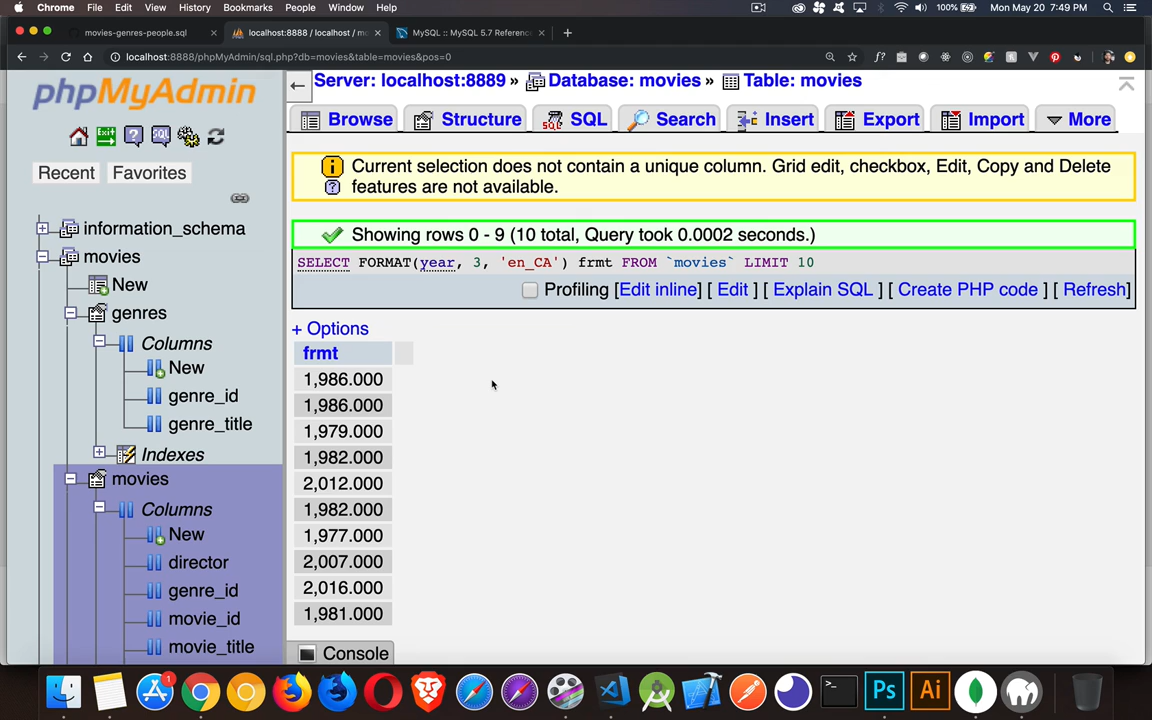 Chrome File Edit View History Bookmarks People Window Help 100% Mon May 20 7:49 PM
movies-genres-people.sql localhost:8888 / localhost / mo MySQL :: MySQL 5.7 Referenc
localhost:8888/phpMyAdmin/sql.php?db=movies&table=movies&pos=0
phpMyAdmin
Recent Favorites
information_schema
movies
New
genres
Columns
New
genre_id
genre_title
Indexes
movies
Columns
New
director
genre_id
movie_id
movie_title
Server: localhost:8889 » Database: movies » Table: movies
Browse Structure SQL Search Insert Export Import More
Current selection does not contain a unique column. Grid edit, checkbox, Edit, Copy and Delete
features are not available.
Showing rows 0 - 9 (10 total, Query took 0.0002 seconds.)
SELECT FORMAT(year, 3, 'en_CA') frmt FROM `movies` LIMIT 10
Profiling [Edit inline] [ Edit ] [ Explain SQL ] [ Create PHP code ] [ Refresh]
+ Options
frmt
1,986.000
1,986.000
1,979.000
1,982.000
2,012.000
1,982.000
1,977.000
2,007.000
2,016.000
1,981.000
Console
1
Ps
Ai